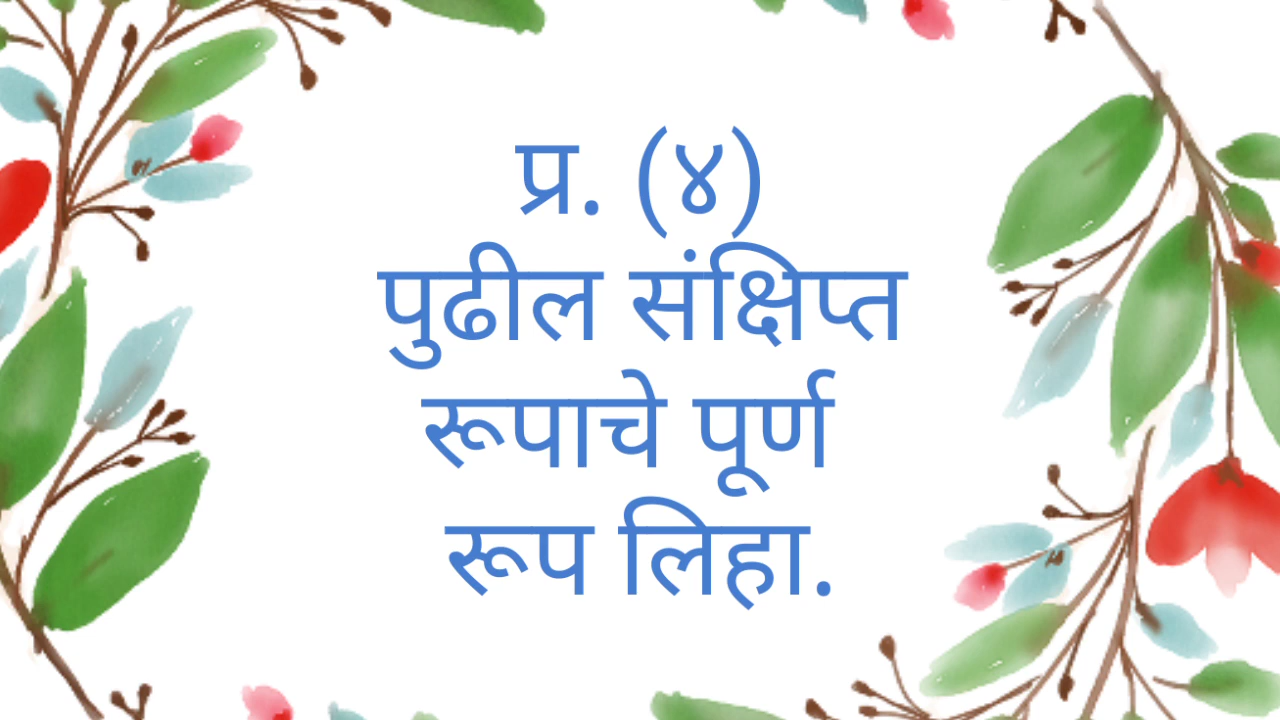 प्र. (४)
पुढील संक्षिप्त
रूपाचे पूर्ण
रूप लिहा.